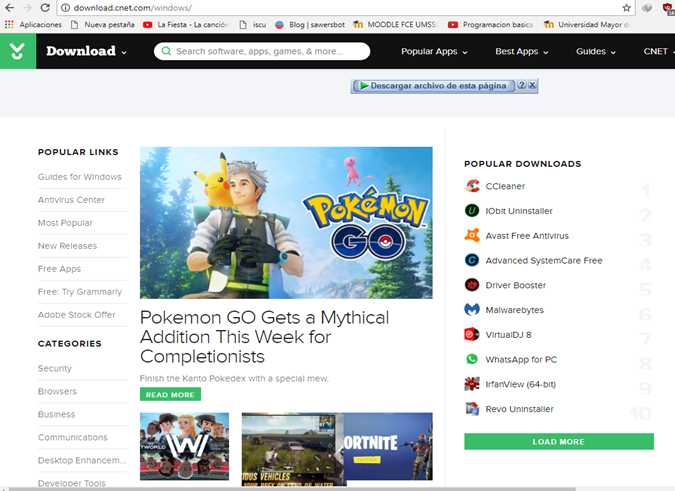 download.cnet.com/windows/
Aplicaciones Nueva pestaña La Fiesta - La canción iscu Blog | sawersbot MOODLE FCE UMSS: Programacion basica Universidad Mayor de
Download Search software, apps, games, & more... Popular Apps Best Apps Guides CNET
Descargar archivo de esta página ? X
POPULAR LINKS
Guides for Windows
Antivirus Center
Most Popular
New Releases
Free Apps
Free: Try Grammarly
Adobe Stock Offer
CATEGORIES
Security
Browsers
Business
Communications
Desktop Enhancem...
Developer Tools
POKÉMON
GO
Pokemon GO Gets a Mythical
Addition This Week for
Completionists
Finish the Kanto Pokedex with a special mew.
READ MORE
TWORLD
W
VEHICLES
ORTNITE
POPULAR DOWNLOADS
CCleaner 1
IObit Uninstaller 2
Avast Free Antivirus 3
Advanced SystemCare Free 4
Driver Booster 5
Malwarebytes 6
VirtualDJ 8 7
WhatsApp for PC 8
IrfanView (64-bit) 9
Revo Uninstaller 10
LOAD MORE